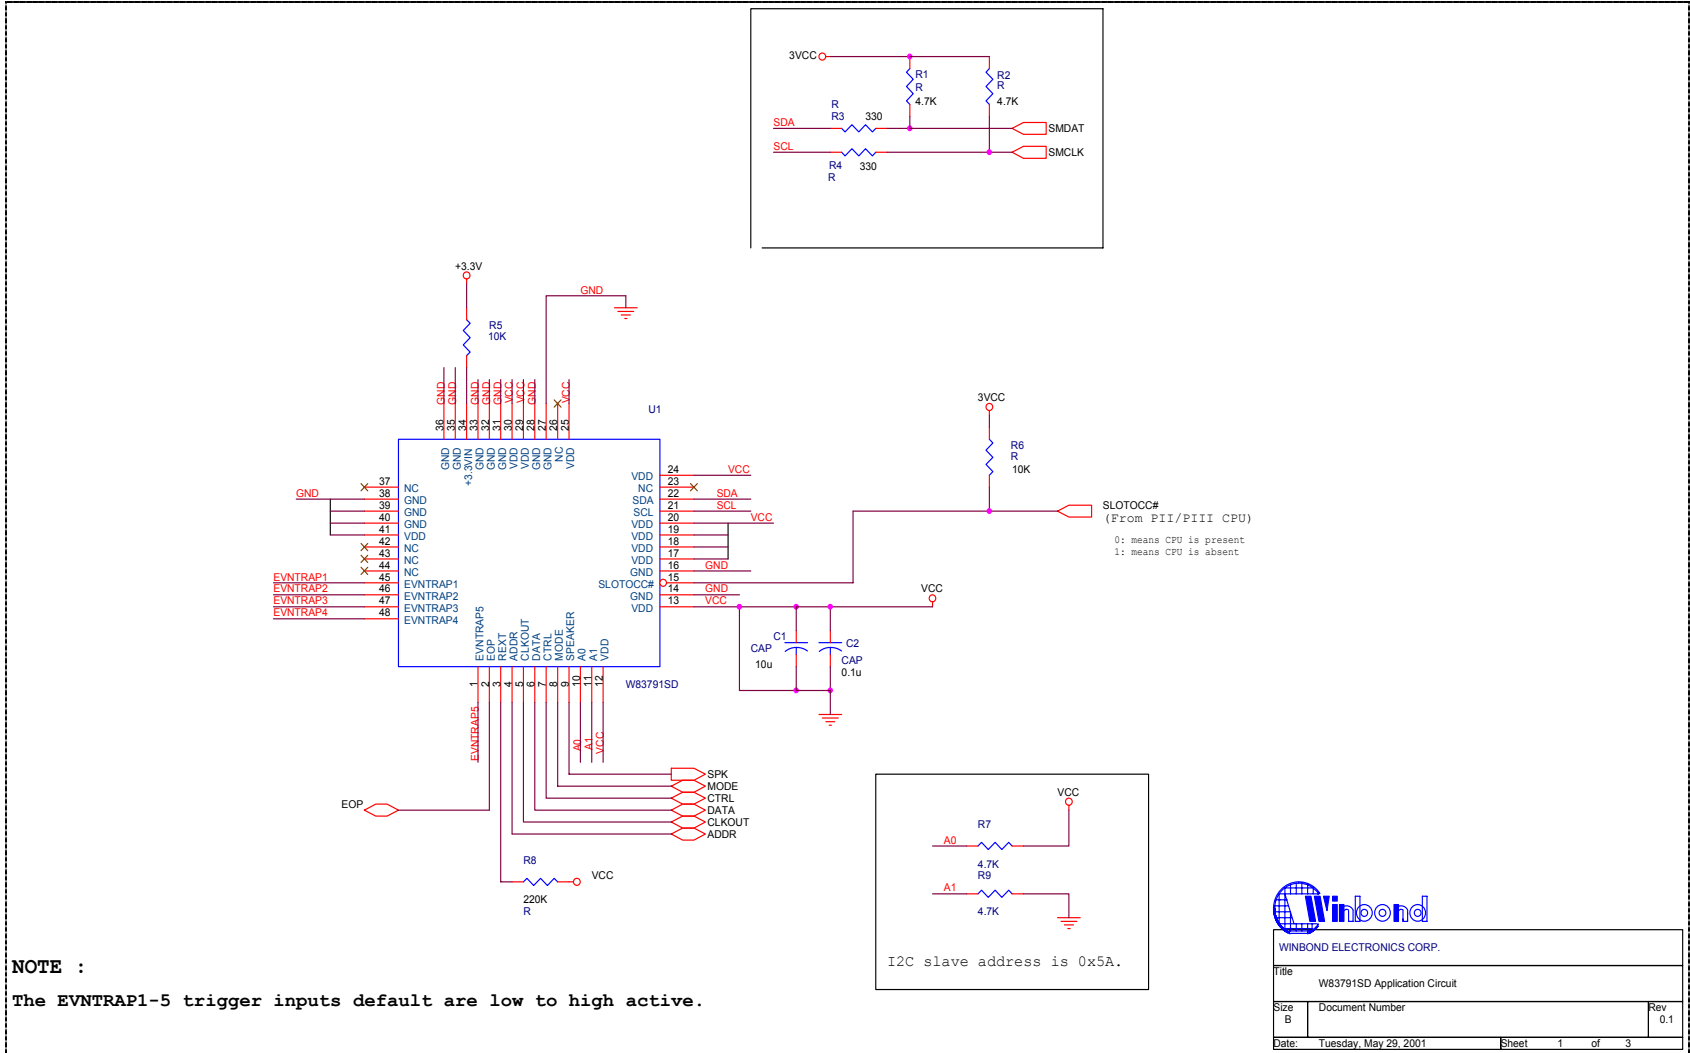 3VCC
R1
R
4.7K
R2
R
4.7K
R
R3
330
SDA
SMDAT
SCL
SMCLK
R4
R
330
+3.3V
GND
R5
10K
GND
GND
GND
GND
GND
VCC
VCC
GND
VCC
36
35
34
33
32
31
30
29
28
27
26
25
GND
GND
+3.3VIN
GND
GND
GND
VDD
VDD
GND
GND
NC
VDD
U1
3VCC
R6
R
10K
GND
37 NC
38 GND
39 GND
40 GND
41 VDD
42 NC
43 NC
44 NC
EVNTRAP1 45 EVNTRAP1
EVNTRAP2 46 EVNTRAP2
EVNTRAP3 47 EVNTRAP3
EVNTRAP4 48 EVNTRAP4
VDD 24 VCC
NC 23
SDA 22 SDA
SCL 21 SCL
VDD 20 VCC
VDD 19
VDD 18
VDD 17
GND 16 GND
SLOTOCC# 15
GND 14 GND
VDD 13 VCC
SLOTOCC#
(From PII/PIII CPU)
0: means CPU is present
1: means CPU is absent
VCC
C1
CAP
10u
C2
CAP
0.1u
EVNTRAP5
EOP
REXT
ADDR
CLKOUT
DATA
CTRL
MODE
SPEAKER
A0
A1
VDD
W83791SD
1
2
3
4
5
6
7
8
9
10
11
12
EVNTRAP5
A0
A1
VCC
SPK
MODE
CTRL
DATA
CLKOUT
ADDR
EOP
R8
VCC
220K
R
VCC
R7
A0
4.7K
R9
A1
4.7K
I2C slave address is 0x5A.
NOTE :
The EVNTRAP1-5 trigger inputs default are low to high active.
Winbond
WINBOND ELECTRONICS CORP.
Title
W83791SD Application Circuit
Size
B
Document Number
Rev
0.1
Date: Tuesday, May 29, 2001 Sheet 1 of 3